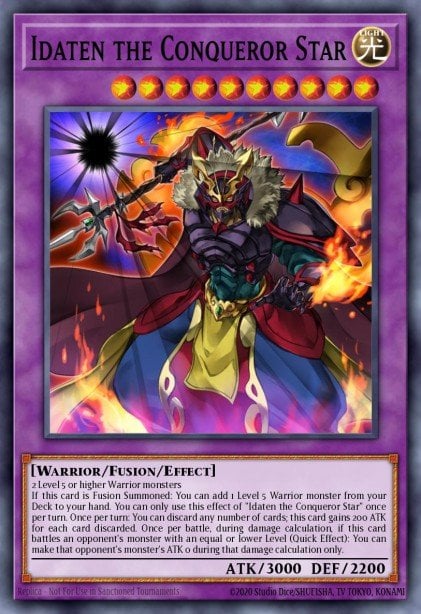 Idaten the Conqueror Star
LIGHT
光
[Warrior/Fusion/Effect]
2 Level 5 or higher Warrior monsters
If this card is Fusion Summoned: You can add 1 Level 5 Warrior monster from your
Deck to your hand. You can only use this effect of "Idaten the Conqueror Star" once
per turn. Once per turn: You can discard any number of cards; this card gains 200 ATK
for each card discarded. Once per battle, during damage calculation, if this card
battles an opponent's monster with an equal or lower Level (Quick Effect): You can
make that opponent's monster's ATK 0 during that damage calculation only.
ATK/3000 DEF/2200
Replica - Not For Use in Sanctioned Tournaments
©2020 Studio Dice/SHUEISHA, TV TOKYO, KONAMI